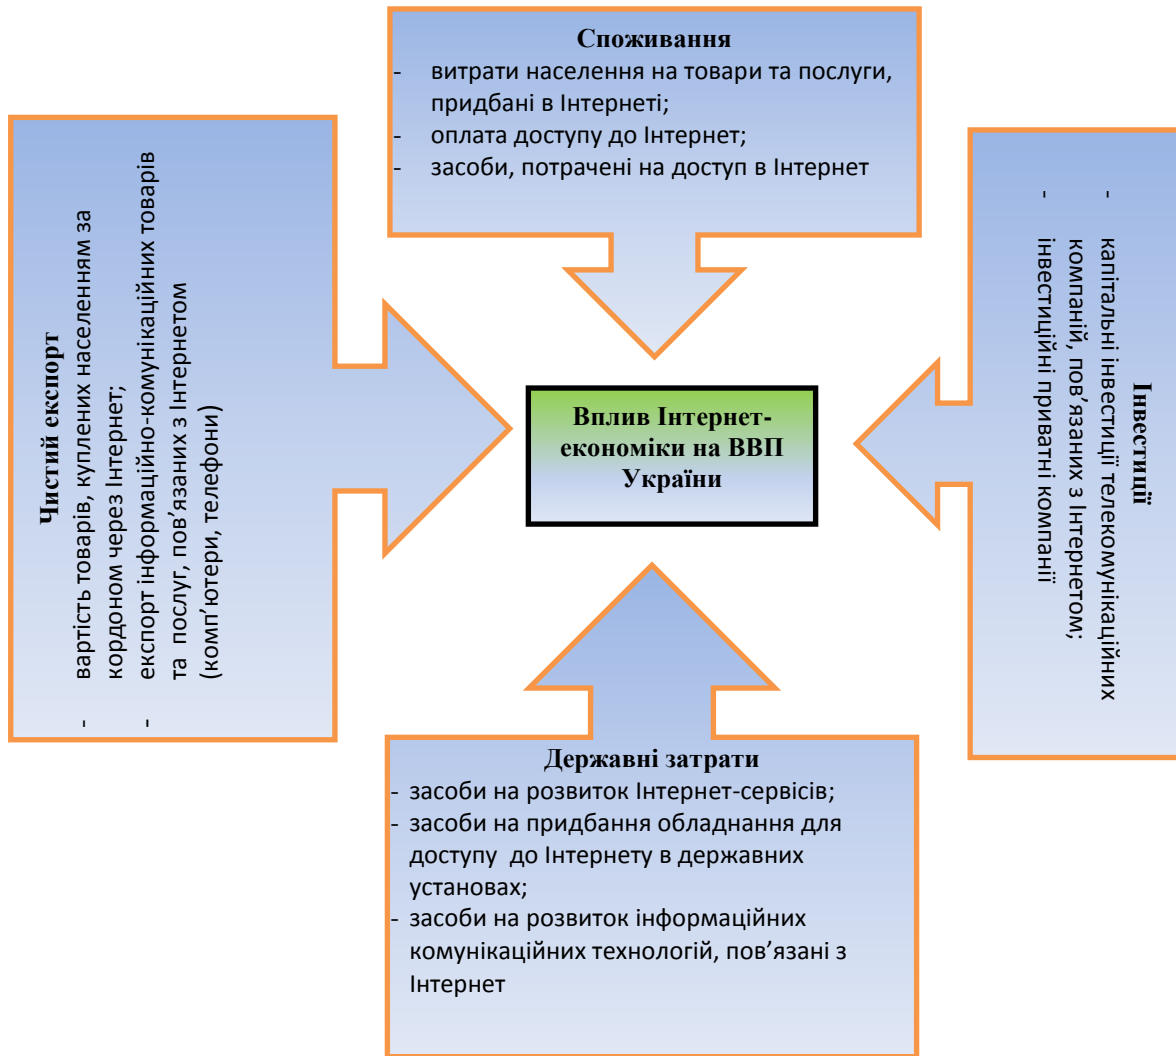 Споживання
- витрати населення на товари та послуги,
придбані в Інтернеті;
- оплата доступу до Інтернет;
- засоби, потрачені на доступ в Інтернет
Чистий експорт
- вартість товарів, куплених населенням за
кордоном через Інтернет;
- експорт інформаційно-комунікаційних товарів
та послуг, пов’язаних з Інтернетом
(комп’ютери, телефони)
Вплив Інтернет-
економіки на ВВП
України
Інвестиції
- капітальні інвестиції телекомунікаційних
компаній, пов’язаних з Інтернетом;
- інвестиційні приватні компанії
Державні затрати
- засоби на розвиток Інтернет-сервісів;
- засоби на придбання обладнання для
доступу до Інтернету в державних
установах;
- засоби на розвиток інформаційних
комунікаційних технологій, пов’язані з
Інтернет